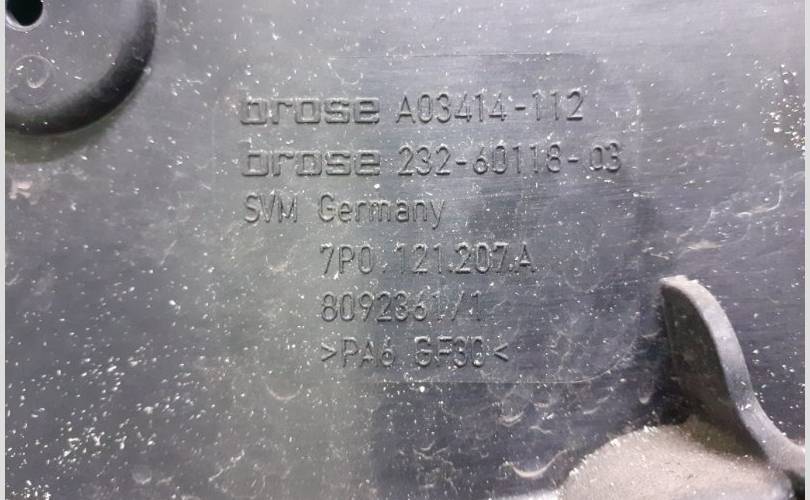 brose A03414-112
brose 232-60118-03
SVM Germany
7P0.121.207.A
8092361/1
>PA6 GF30<